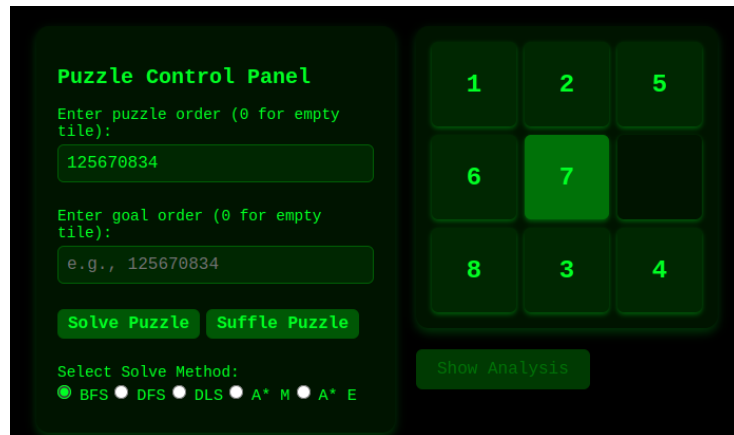 Puzzle Control Panel
Enter puzzle order (0 for empty
tile):
125670834
Enter goal order (0 for empty
tile):
e.g., 125670834
Solve Puzzle Suffle Puzzle
Select Solve Method:
BFS DFS DLS A* M A* E
1 2 5
6 7
8 3 4
Show Analysis